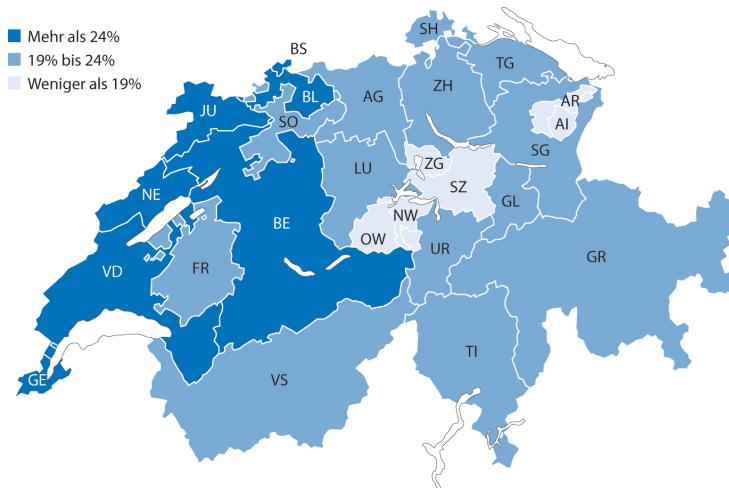 Mehr als 24%
19% bis 24%
Weniger als 19%
SH
BS
TG
ZH
BL
AG
JU
AR
SO
AI
SG
LU
ZG
SZ
NE
GL
NW
BE
OW
UR
GR
VD
FR
TI
GE
VS